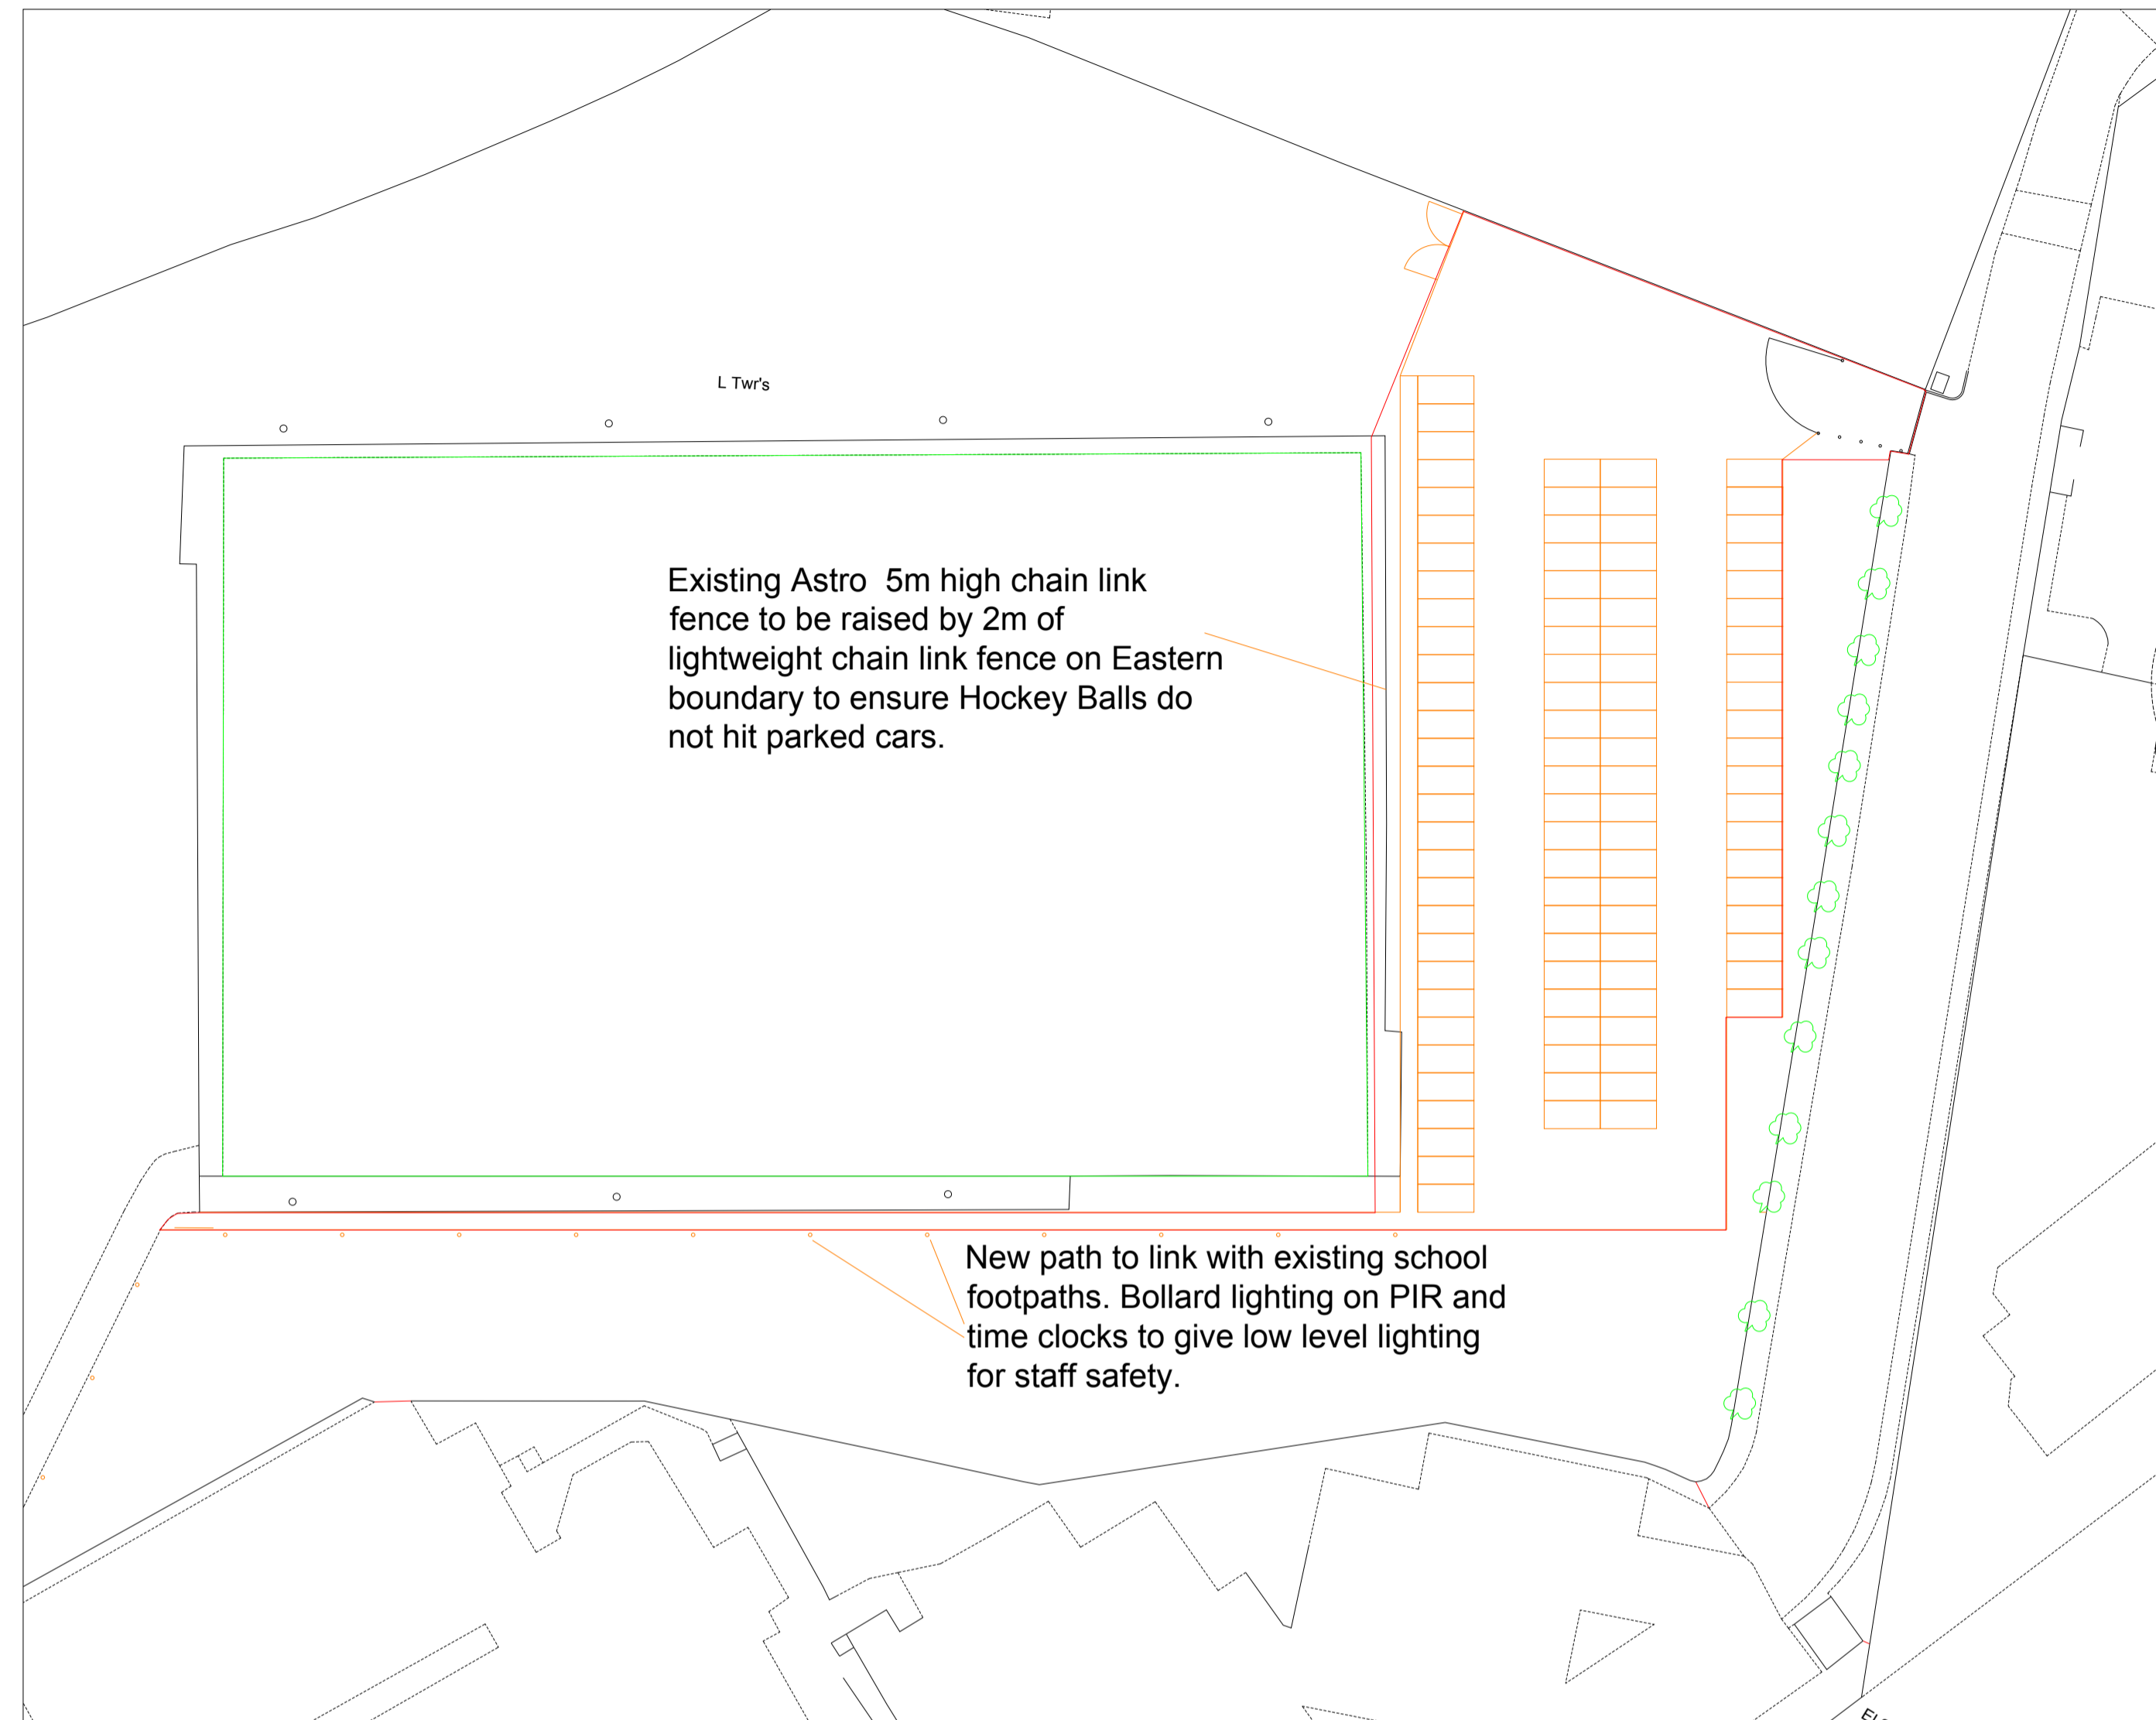 L Twr's
Existing Astro 5m high chain link
fence to be raised by 2m of
lightweight chain link fence on Eastern
boundary to ensure Hockey Balls do
not hit parked cars.
New path to link with existing school
footpaths. Bollard lighting on PIR and
time clocks to give low level lighting
for staff safety.